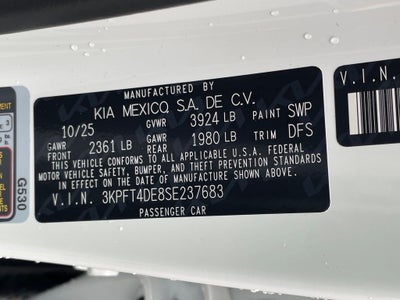 MANUFACTURED BY
KIA MEXICO, S.A. DE C.V.
10/25 GVWR 3924 LB PAINT SWP
GAWR FRONT 2361 LB GAWR REAR 1980 LB TRIM DFS
THIS VEHICLE CONFORMS TO ALL APPLICABLE U.S.A. FEDERAL
MOTOR VEHICLE SAFETY, BUMPER, AND THEFT PREVENTION STANDARDS
IN EFFECT ON THE DATE OF MANUFACTURE SHOWN ABOVE.
V.I.N. 3KPFT4DE8SE237683
PASSENGER CAR
G530
V.I.N.